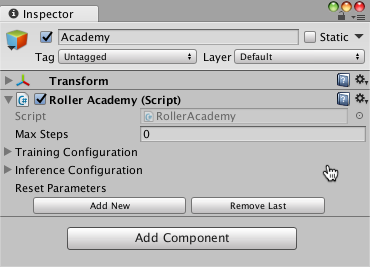 Inspector
Academy Static
Tag Untagged Layer Default
Transform
Roller Academy (Script)
Script RollerAcademy
Max Steps 0
Training Configuration
Inference Configuration
Reset Parameters
Add New Remove Last
Add Component